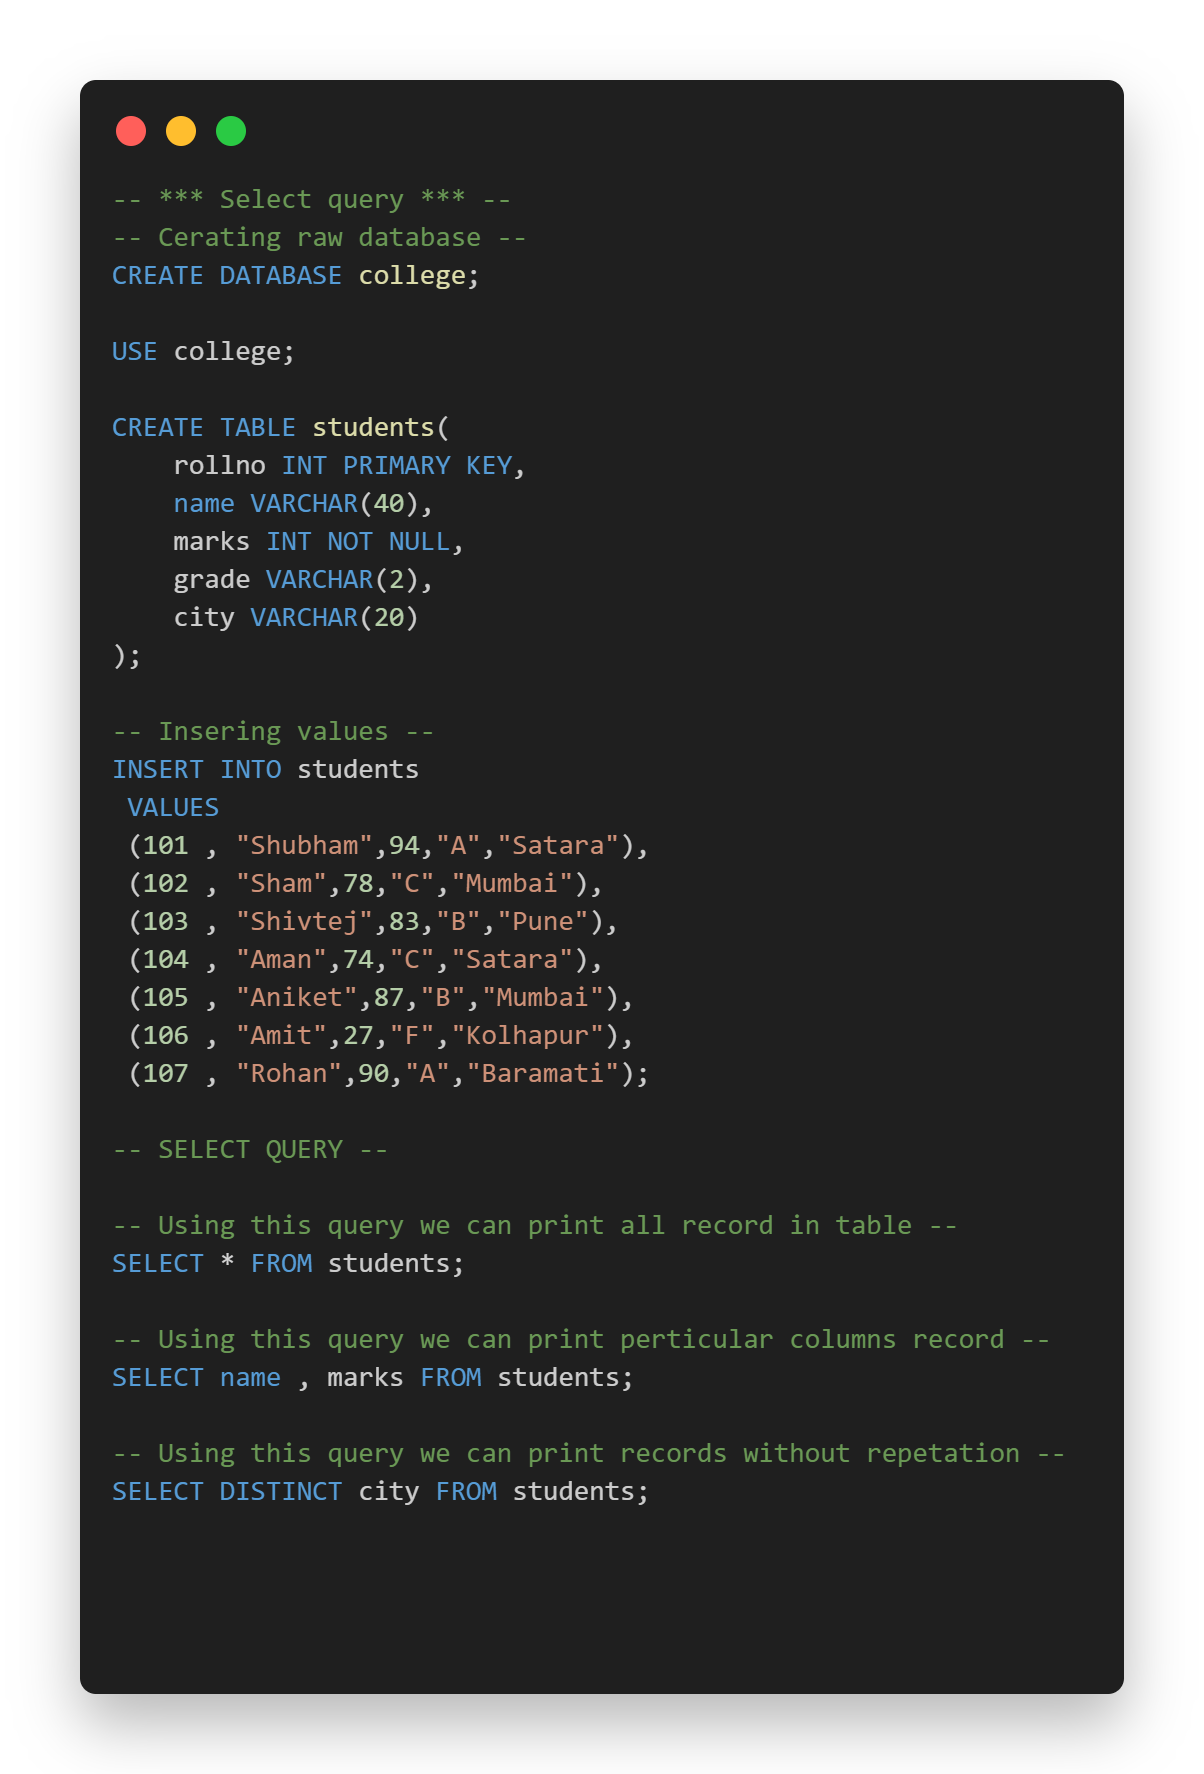 -- *** Select query *** --
-- Cerating raw database --
CREATE DATABASE college;
USE college;
CREATE TABLE students(
    rollno INT PRIMARY KEY,
    name VARCHAR(40),
    marks INT NOT NULL,
    grade VARCHAR(2),
    city VARCHAR(20)
);
-- Insering values --
INSERT INTO students
 VALUES
 (101 , "Shubham",94,"A","Satara"),
 (102 , "Sham",78,"C","Mumbai"),
 (103 , "Shivtej",83,"B","Pune"),
 (104 , "Aman",74,"C","Satara"),
 (105 , "Aniket",87,"B","Mumbai"),
 (106 , "Amit",27,"F","Kolhapur"),
 (107 , "Rohan",90,"A","Baramati");
-- SELECT QUERY --
-- Using this query we can print all record in table --
SELECT * FROM students;
-- Using this query we can print perticular columns record --
SELECT name , marks FROM students;
-- Using this query we can print records without repetation --
SELECT DISTINCT city FROM students;